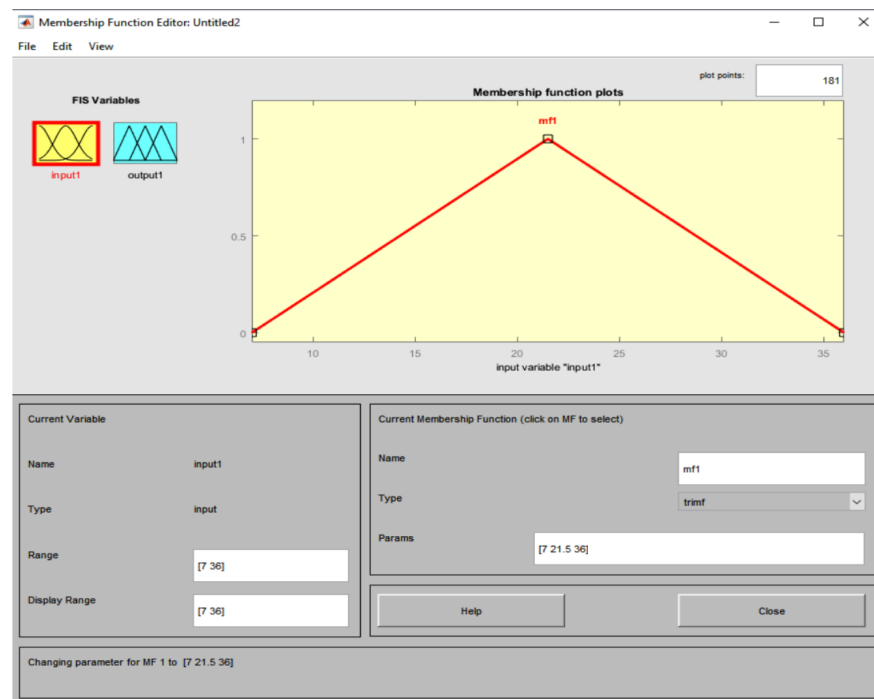 Membership Function Editor: Untitled2
File Edit View
FIS Variables
input1
output1
plot points:
181
Membership function plots
mf1
1
0.5
0
10 15 20 25 30 35
input variable "input1"
Current Variable
Name input1
Type input
Range [7 36]
Display Range [7 36]
Current Membership Function (click on MF to select)
Name mf1
Type trimf
Params [7 21.5 36]
Help Close
Changing parameter for MF 1 to [7 21.5 36]